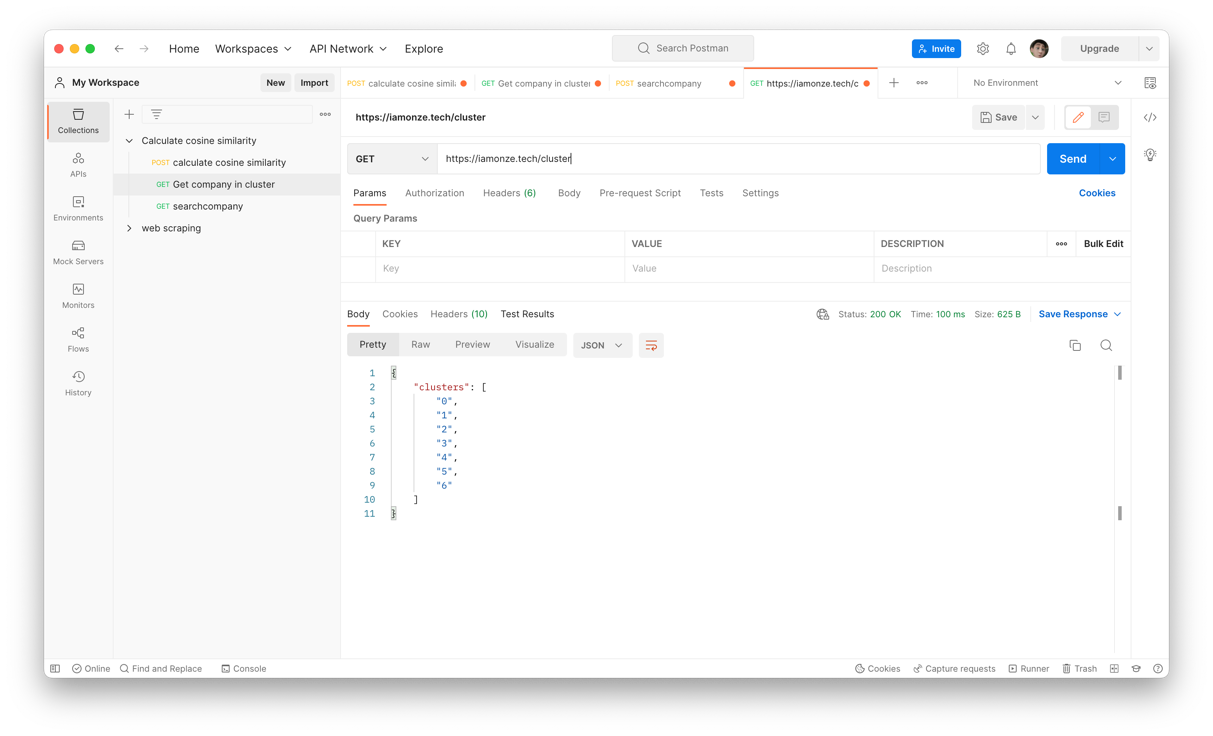 Home Workspaces API Network Explore Search Postman Invite Upgrade
My Workspace New Import
POST calculate cosine simila GET Get company in cluster POST searchcompany GET https://iamonze.tech/c No Environment
Collections
APIs
Environments
Mock Servers
Monitors
Flows
History
Calculate cosine similarity
POST calculate cosine similarity
GET Get company in cluster
GET searchcompany
web scraping
https://iamonze.tech/cluster Save
GET https://iamonze.tech/cluster Send
Params Authorization Headers (6) Body Pre-request Script Tests Settings Cookies
Query Params
KEY VALUE DESCRIPTION Bulk Edit
Key Value Description
Body Cookies Headers (10) Test Results Status: 200 OK Time: 100 ms Size: 625 B Save Response
Pretty Raw Preview Visualize JSON
1 {
2 "clusters": [
3 "0",
4 "1",
5 "2",
6 "3",
7 "4",
8 "5",
9 "6"
10 ]
11 }
Online Find and Replace Console Cookies Capture requests Runner Trash